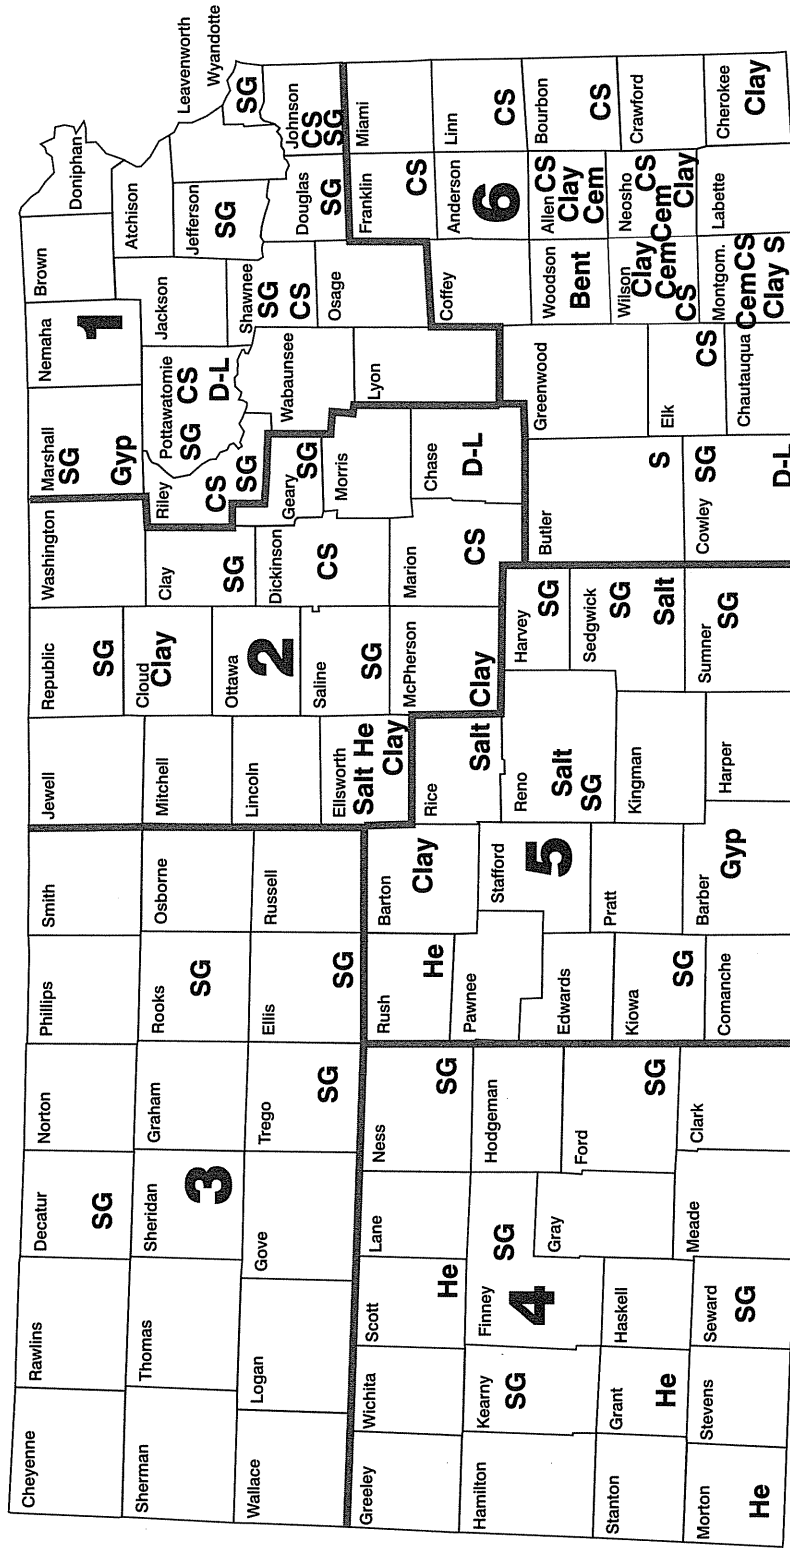 Cheyenne
Rawlins
Decatur
SG
Norton
Phillips
Smith
Jewell
Republic
SG
Washington
Marshall
SG
Gyp
Nemaha
1
Brown
Doniphan
Sherman
Thomas
Sheridan
3
Graham
Rooks
SG
Osborne
Mitchell
Cloud
Clay
Clay
SG
Riley
CS
SG
Pottawatomie
SG
CS
D-L
Jackson
Atchison
Jefferson
SG
Leavenworth
Wyandotte
SG
Wallace
Logan
Gove
Trego
SG
Ellis
SG
Russell
Lincoln
Ottawa
2
Dickinson
CS
Geary
SG
Wabaunsee
Shawnee
SG
CS
Douglas
SG
Johnson
CS
SG
Ellsworth
Salt He
Clay
Saline
SG
Morris
Osage
Greeley
Wichita
Scott
He
Lane
Ness
SG
Rush
He
Barton
Clay
Rice
Salt
McPherson
Clay
Marion
CS
Chase
D-L
Lyon
Coffey
Franklin
CS
Miami
Anderson
6
Linn
CS
Hamilton
Kearny
SG
Finney
4
SG
Hodgeman
Pawnee
Stafford
5
Reno
Salt
SG
Harvey
SG
Butler
S
Greenwood
Woodson
Bent
Allen CS
Clay
Cem
Bourbon
CS
Gray
Ford
SG
Edwards
Pratt
Kingman
Sedgwick
SG
Salt
Stanton
Grant
He
Haskell
Kiowa
SG
Elk
CS
Wilson
Clay
Cem
CS
Neosho
CS
Cem
Clay
Crawford
Morton
He
Stevens
Seward
SG
Meade
Clark
Comanche
Barber
Gyp
Harper
Sumner
SG
Cowley
SG
D-L
Chautauqua
Montgom.
CemCS
Clay S
Labette
Cherokee
Clay